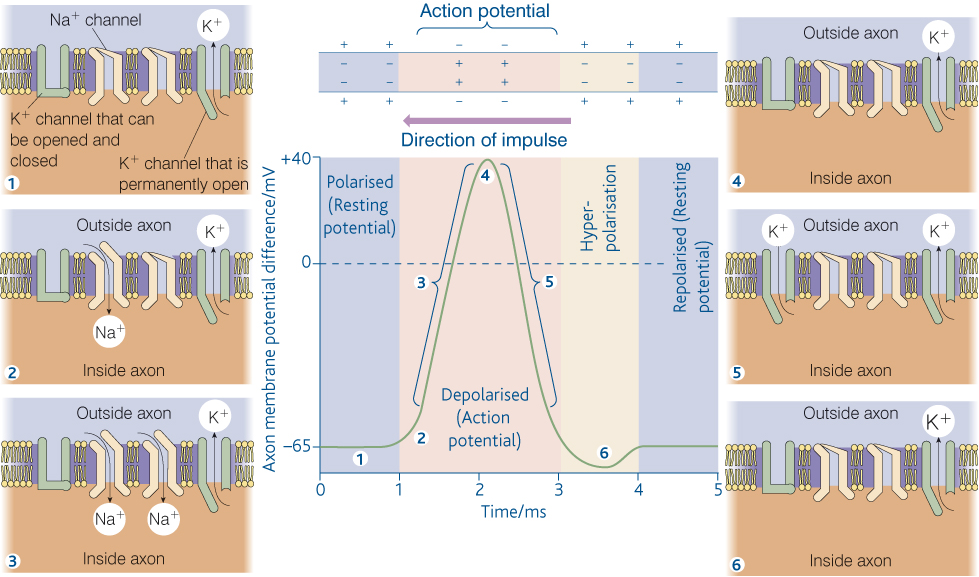 Na+ channel
K+
K+ channel that can
be opened and
closed
K+ channel that is
permanently open
1
Outside axon
K+
Na+
2
Inside axon
Outside axon
K+
Na+
Na+
3
Inside axon
Action potential
+ + − − + + +
− − + + − − −
− − + + − − −
+ + − − + + +
Direction of impulse
Axon membrane potential difference/mV
+40
0
−65
Polarised
(Resting
potential)
4
3
5
Hyper-
polarisation
Repolarised (Resting
potential)
Depolarised
(Action
potential)
1
2
6
0 1 2 3 4 5
Time/ms
Outside axon
K+
4
Inside axon
Outside axon
K+
K+
5
Inside axon
Outside axon
K+
6
Inside axon